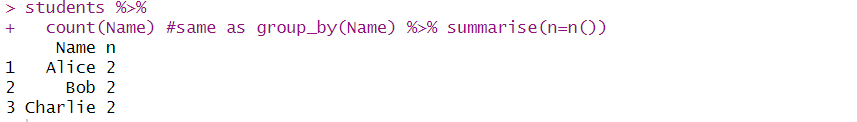 > students %>%
+   count(Name) #same as group_by(Name) %>% summarise(n=n())
     Name n
1   Alice 2
2     Bob 2
3 Charlie 2